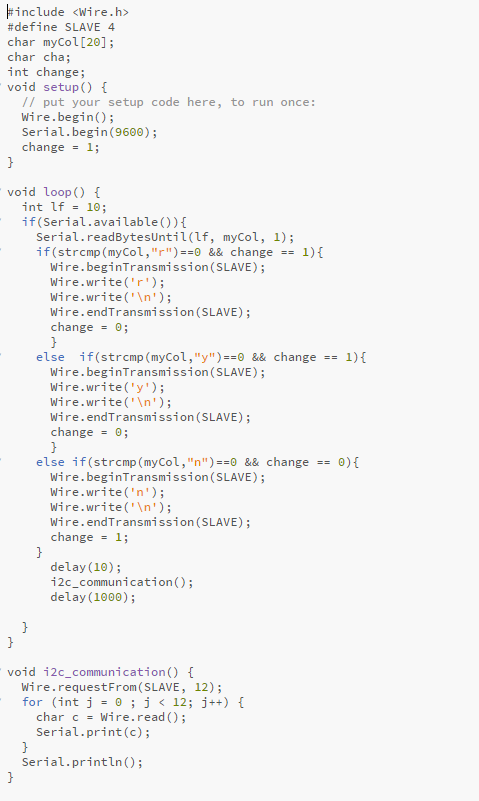 #include <Wire.h>
#define SLAVE 4
char myCol[20];
char cha;
int change;
void setup() {
  // put your setup code here, to run once:
  Wire.begin();
  Serial.begin(9600);
  change = 1;
}

void loop() {
  int lf = 10;
  if(Serial.available()){
    Serial.readBytesUntil(lf, myCol, 1);
    if(strcmp(myCol,"r")==0 && change == 1){
      Wire.beginTransmission(SLAVE);
      Wire.write('r');
      Wire.write('\n');
      Wire.endTransmission(SLAVE);
      change = 0;
      }
    else  if(strcmp(myCol,"y")==0 && change == 1){
      Wire.beginTransmission(SLAVE);
      Wire.write('y');
      Wire.write('\n');
      Wire.endTransmission(SLAVE);
      change = 0;
      }
    else if(strcmp(myCol,"n")==0 && change == 0){
      Wire.beginTransmission(SLAVE);
      Wire.write('n');
      Wire.write('\n');
      Wire.endTransmission(SLAVE);
      change = 1;
    }
      delay(10);
      i2c_communication();
      delay(1000);

  }
}

void i2c_communication() {
  Wire.requestFrom(SLAVE, 12);
  for (int j = 0 ; j < 12; j++) {
    char c = Wire.read();
    Serial.print(c);
  }
  Serial.println();
}